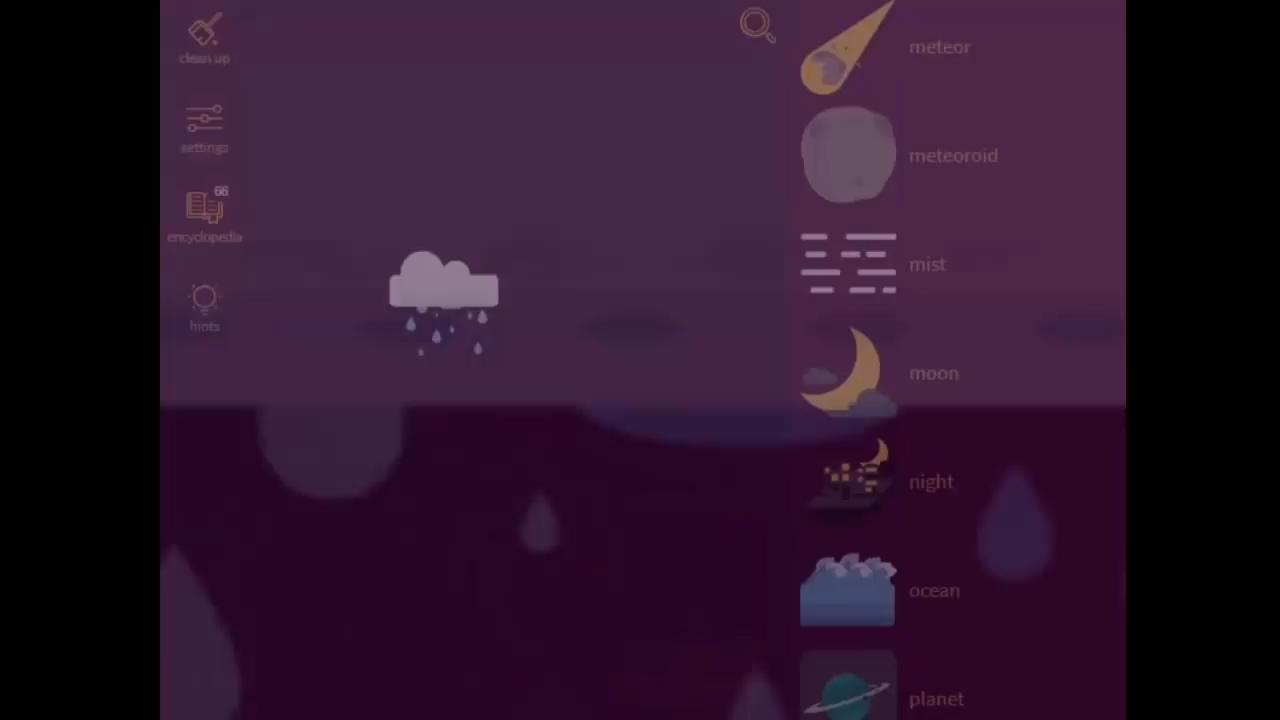 clean up
settings
66
encyclopedia
hints
meteor
meteoroid
mist
moon
night
ocean
planet